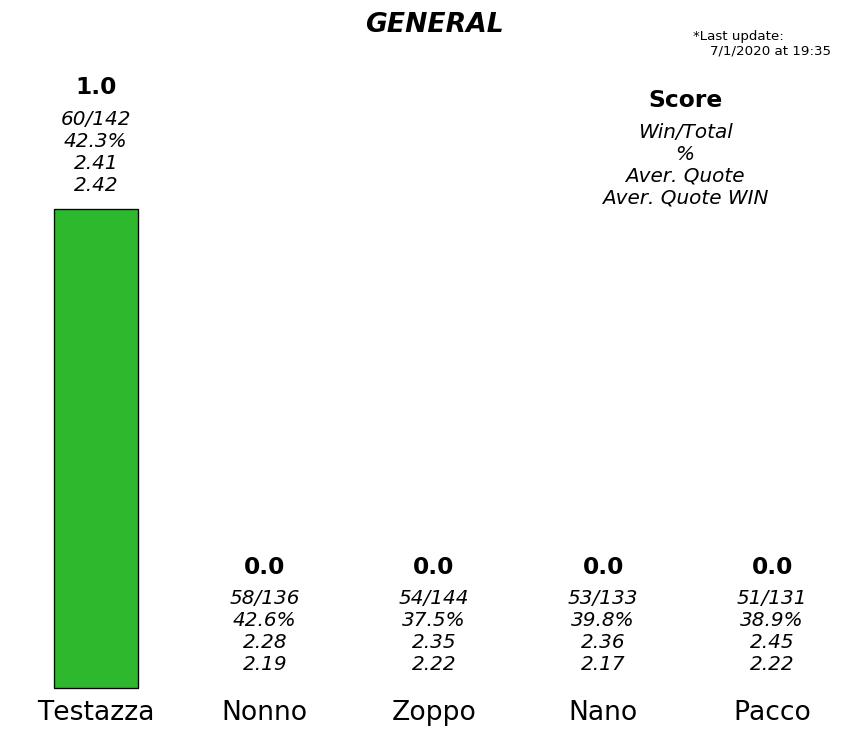 GENERAL
*Last update:
7/1/2020 at 19:35
1.0
60/142
42.3%
2.41
2.42
Score
Win/Total
%
Aver. Quote
Aver. Quote WIN
0.0
58/136
42.6%
2.28
2.19
0.0
54/144
37.5%
2.35
2.22
0.0
53/133
39.8%
2.36
2.17
0.0
51/131
38.9%
2.45
2.22
Testazza
Nonno
Zoppo
Nano
Pacco